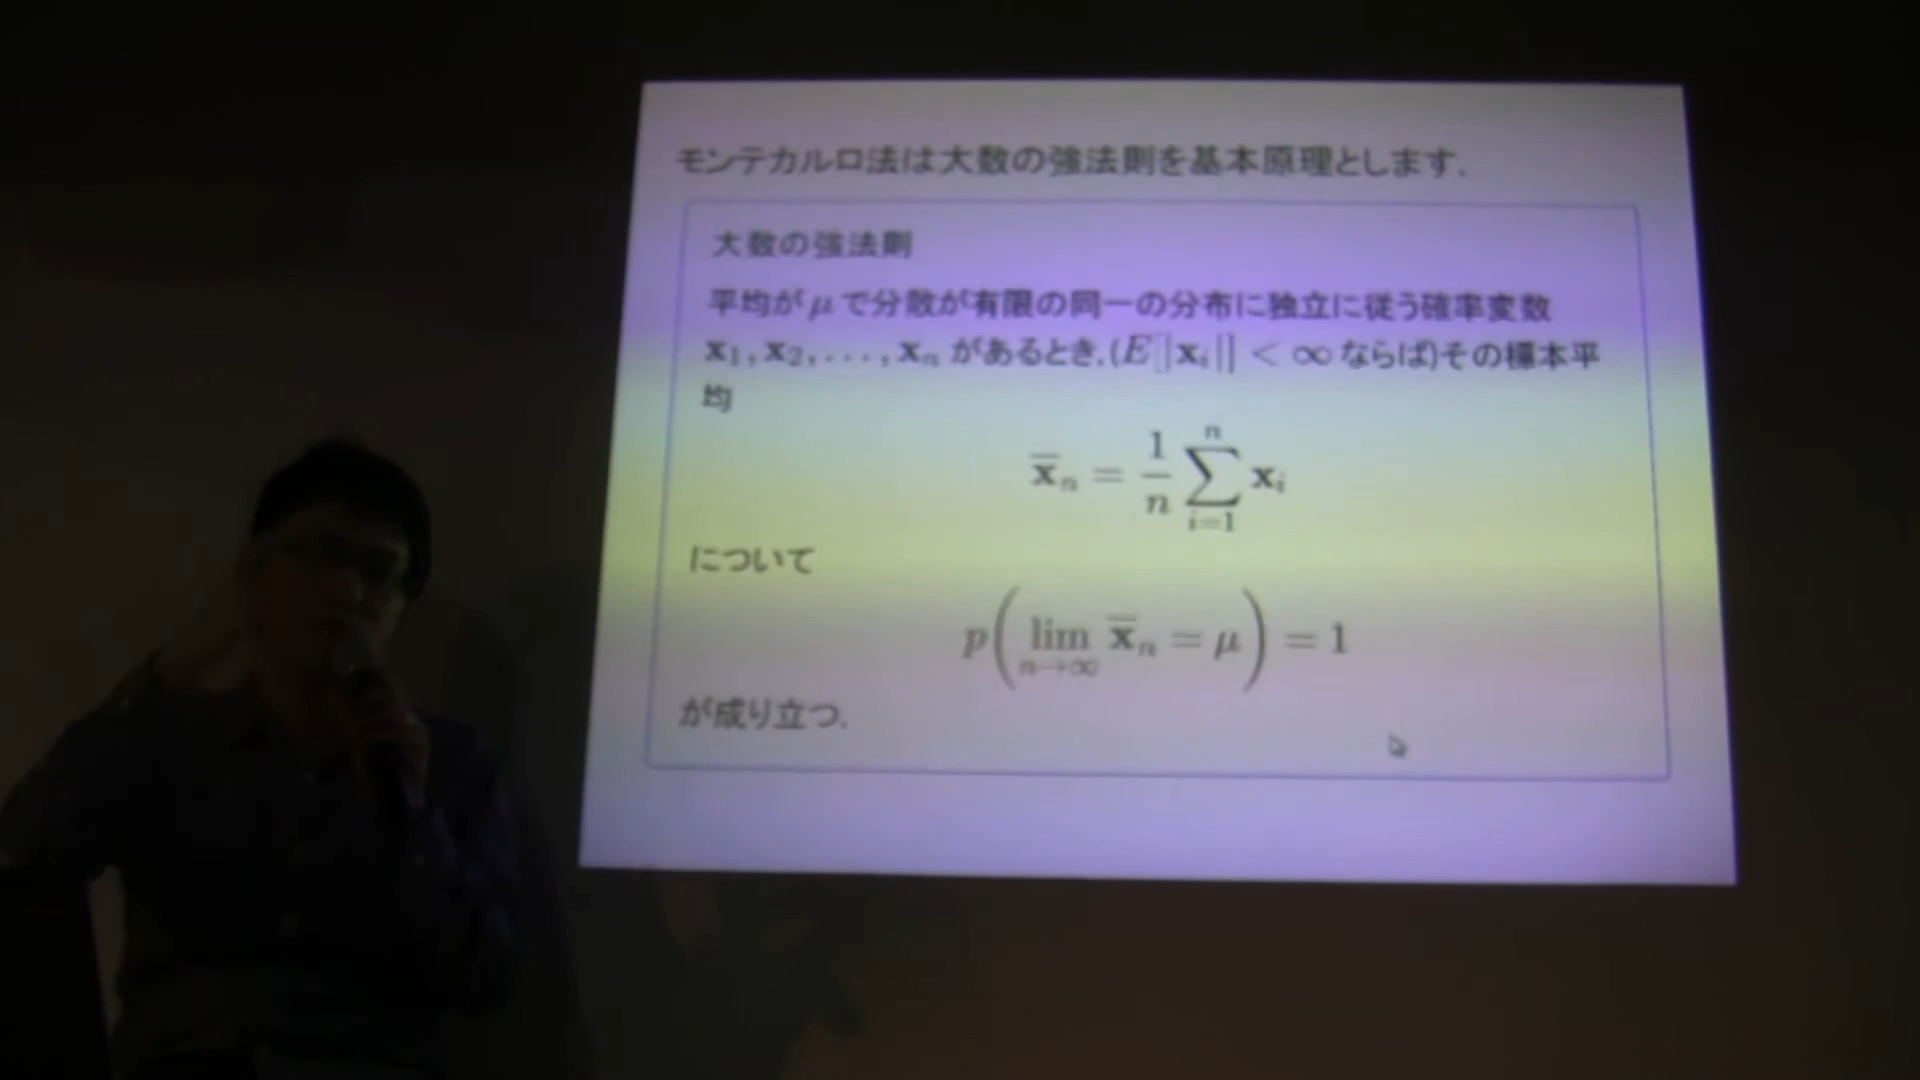 モンテカルロ法は大数の強法則を基本原理とします.
大数の強法則
平均が μ で分散が有限の同一の分布に独立に従う確率変数
x₁, x₂, . . . , xₙ があるとき,(E[|xᵢ|] < ∞ ならば)その標本平
均
x̅ₙ = 1/n ∑ⁿᵢ₌₁ xᵢ
について
p( lim n→∞ x̅ₙ = μ ) = 1
が成り立つ.